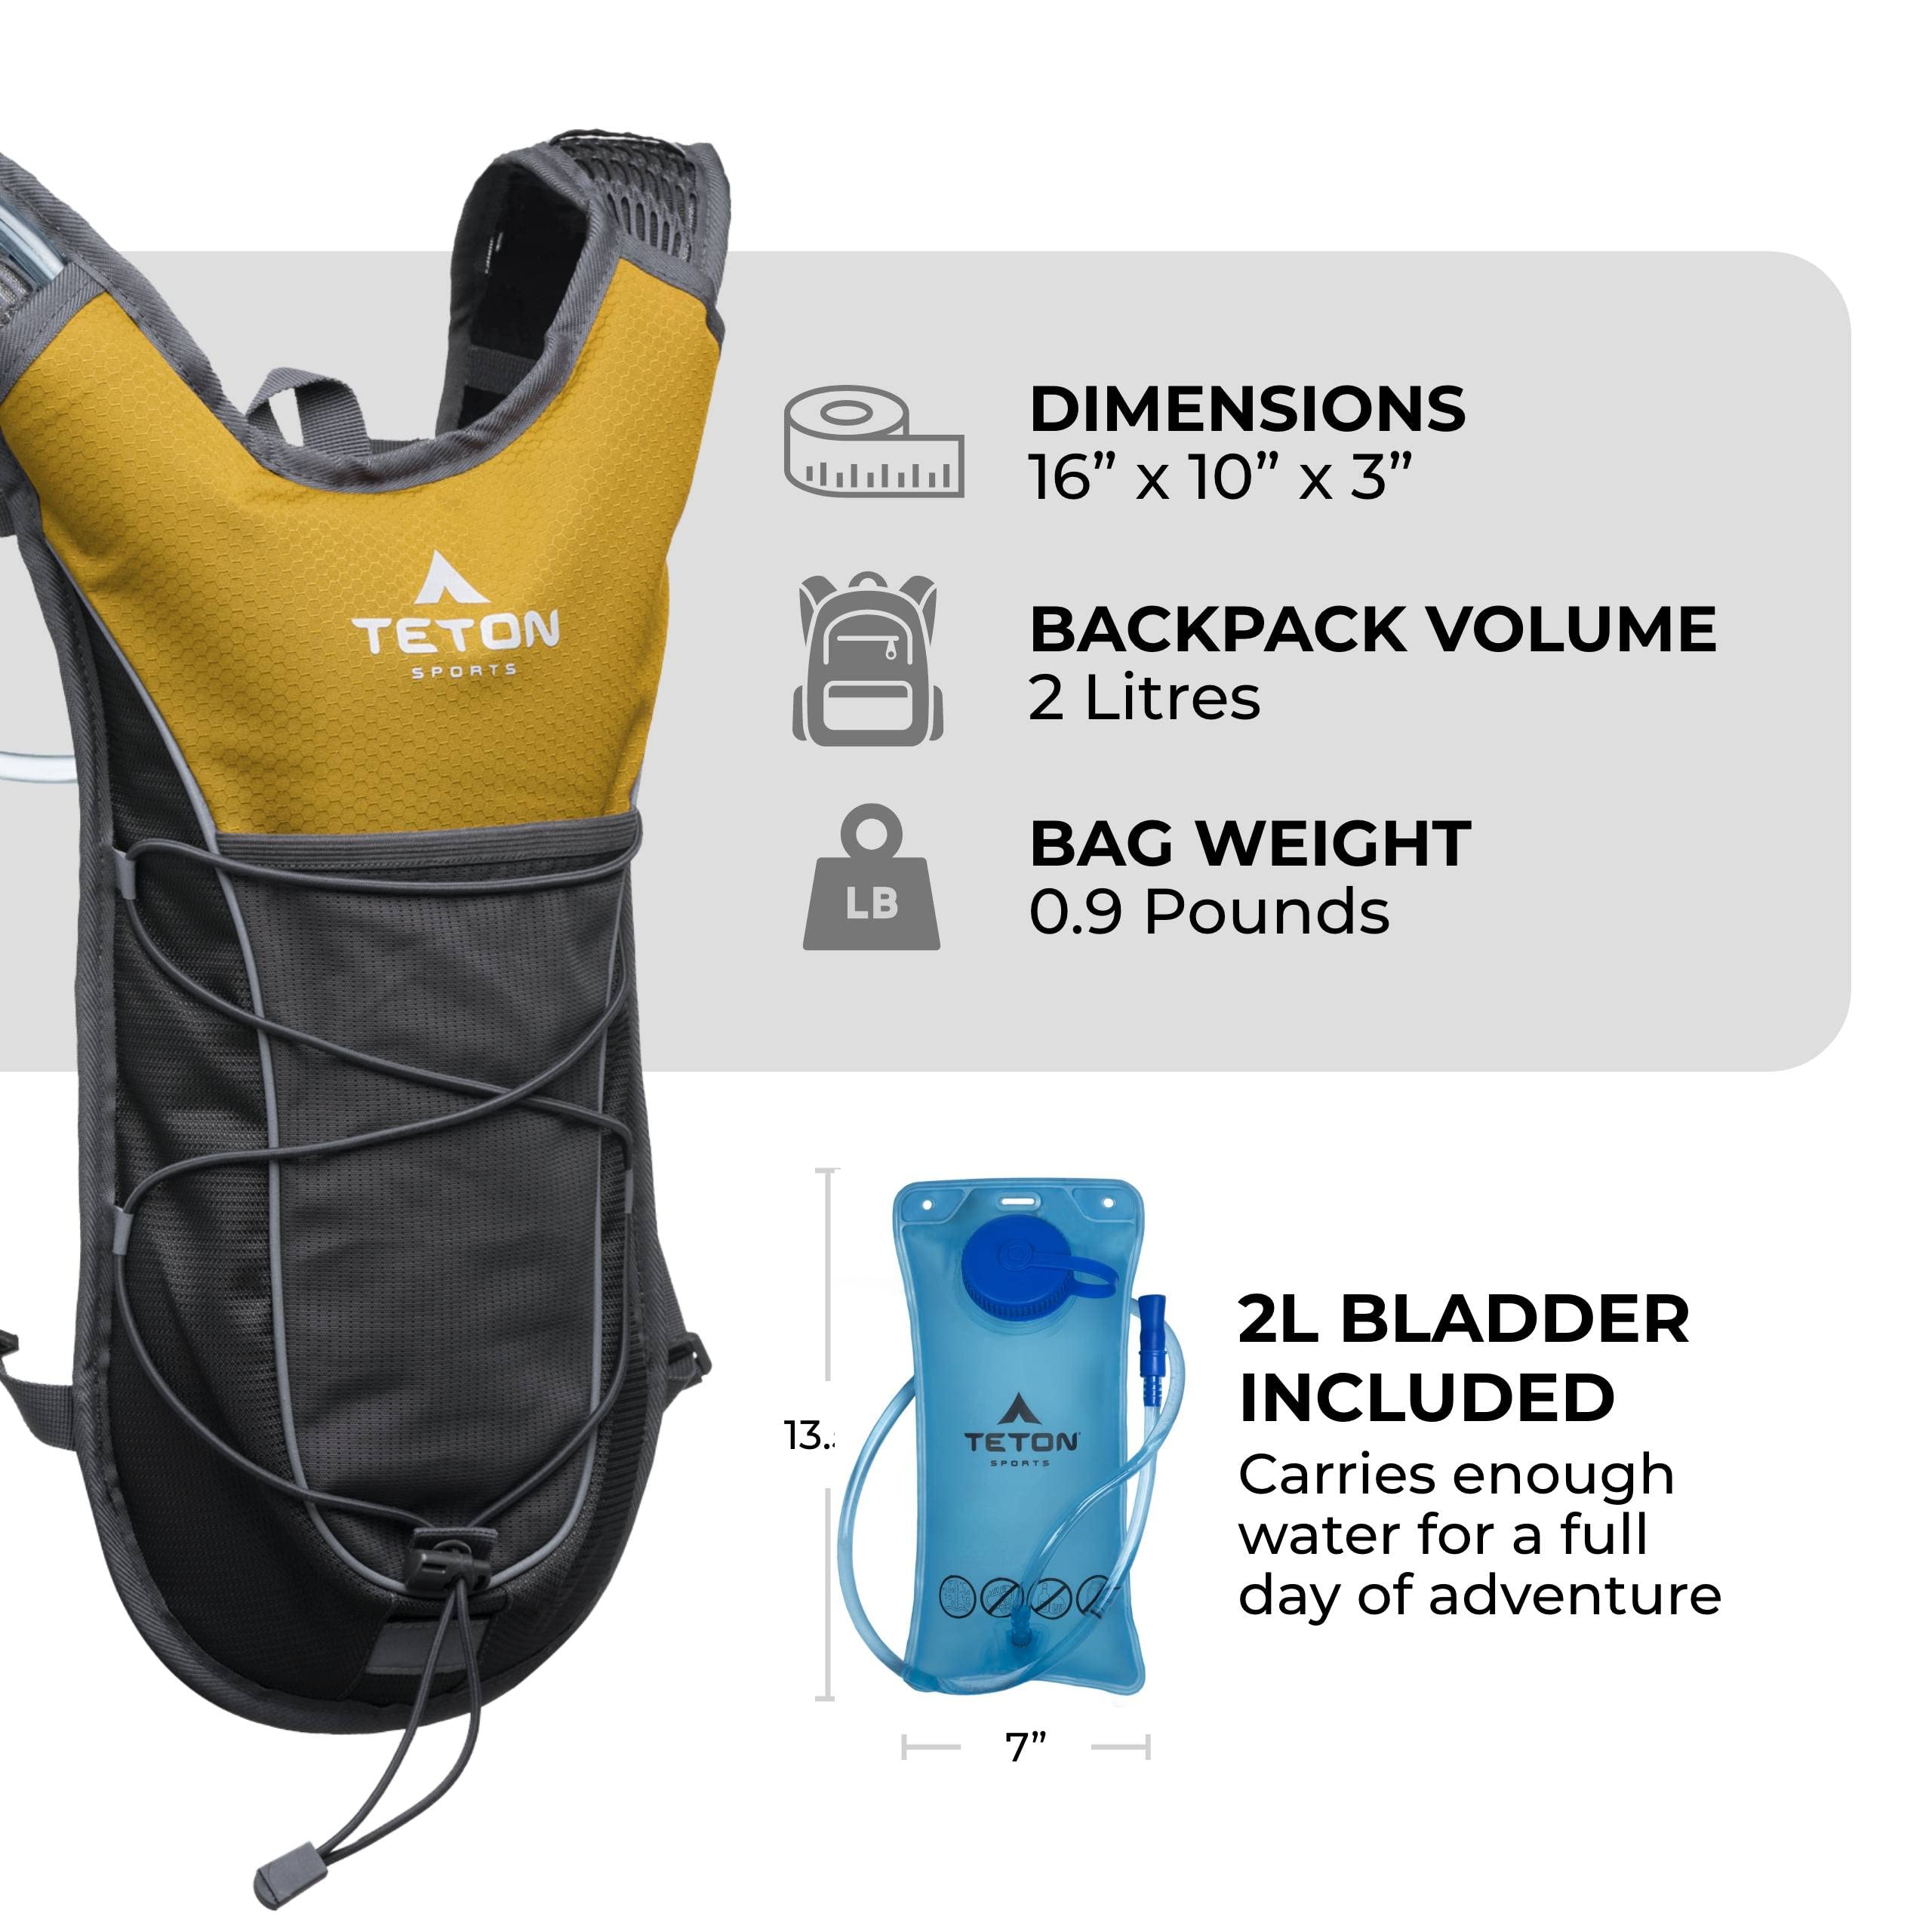 TETON
SPORTS
DIMENSIONS
16” x 10” x 3”
BACKPACK VOLUME
2 Litres
LB
BAG WEIGHT
0.9 Pounds
TETON
SPORTS
13.
7”
2L BLADDER
INCLUDED
Carries enough
water for a full
day of adventure